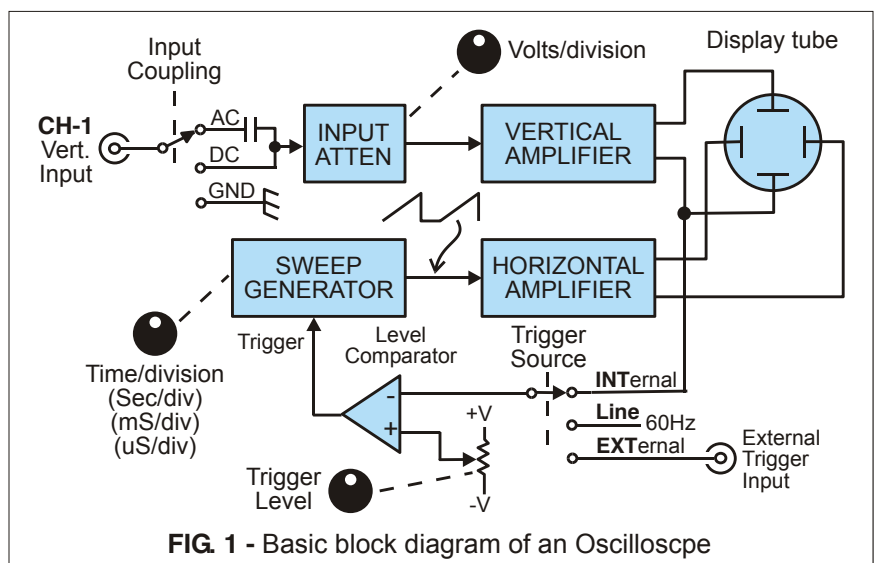 Input
Coupling
Volts/division
Display tube
CH-1
Vert.
Input
AC
DC
GND
INPUT
ATTEN
VERTICAL
AMPLIFIER
SWEEP
GENERATOR
HORIZONTAL
AMPLIFIER
Trigger
Level
Comparator
Trigger
Source
Time/division
(Sec/div)
(mS/div)
(uS/div)
-
+
+V
-V
INTernal
Line 60Hz
EXTernal
External
Trigger
Input
Trigger
Level
FIG. 1 - Basic block diagram of an Oscilloscpe